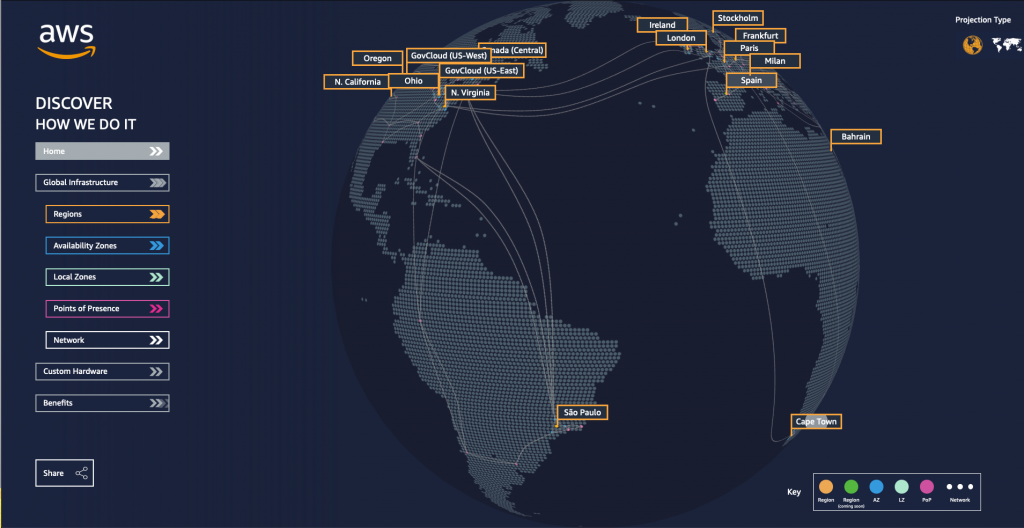 aws
DISCOVER
HOW WE DO IT
Home
Global Infrastructure
Regions
Availability Zones
Local Zones
Points of Presence
Network
Custom Hardware
Benefits
Share
Oregon
GovCloud (US-West)
(Central)
N. California
Ohio
GovCloud (US-East)
N. Virginia
Ireland
Stockholm
London
Frankfurt
Paris
Milan
Spain
Bahrain
São Paulo
Cape Town
Projection Type
Key
Region
Region
(coming soon)
AZ
LZ
PoP
Network